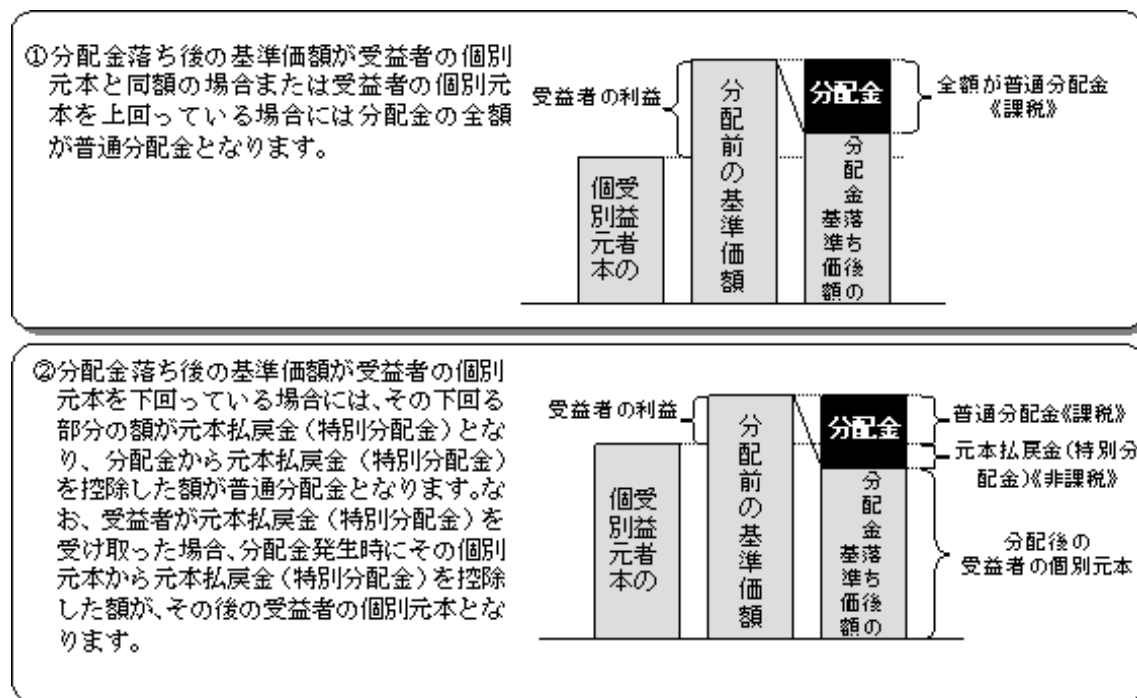 ①分配金落ち後の基準価額が受益者の個別
元本と同額の場合または受益者の個別元
本を上回っている場合には分配金の全額
が普通分配金となります。
受益者の利益
受益者の
個別元本
分配前の基準価額
分配金
分配金落ち後の
基準価額
全額が普通分配金
《課税》
②分配金落ち後の基準価額が受益者の個別
元本を下回っている場合には、その下回る
部分の額が元本払戻金（特別分配金）とな
り、分配金から元本払戻金（特別分配金）
を控除した額が普通分配金となります。な
お、受益者が元本払戻金（特別分配金）を
受け取った場合、分配金発生時にその個別
元本から元本払戻金（特別分配金）を控除
した額が、その後の受益者の個別元本とな
ります。
受益者の利益
受益者の
個別元本
分配前の基準価額
分配金
分配金落ち後の
基準価額
普通分配金《課税》
元本払戻金（特別分
配金）《非課税》
分配後の
受益者の個別元本